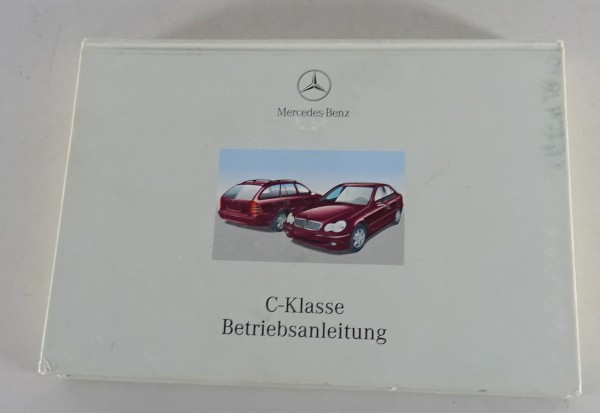 Mercedes-Benz
C-Klasse
Betriebsanleitung